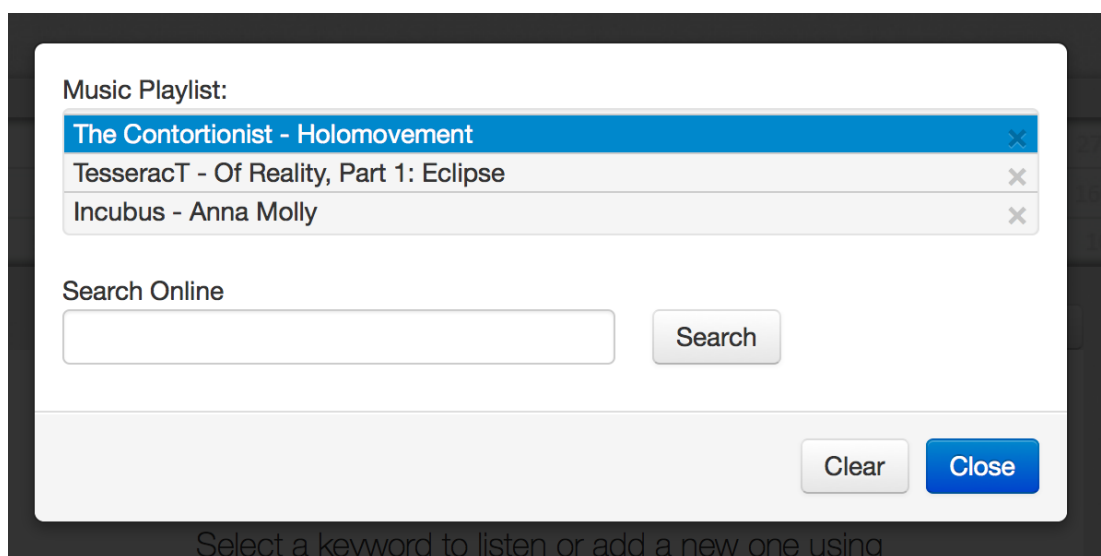 Music Playlist:
The Contortionist - Holomovement
TesseracT - Of Reality, Part 1: Eclipse
Incubus - Anna Molly
Search Online
Search
Clear
Close
Select a keyword to listen or add a new one using